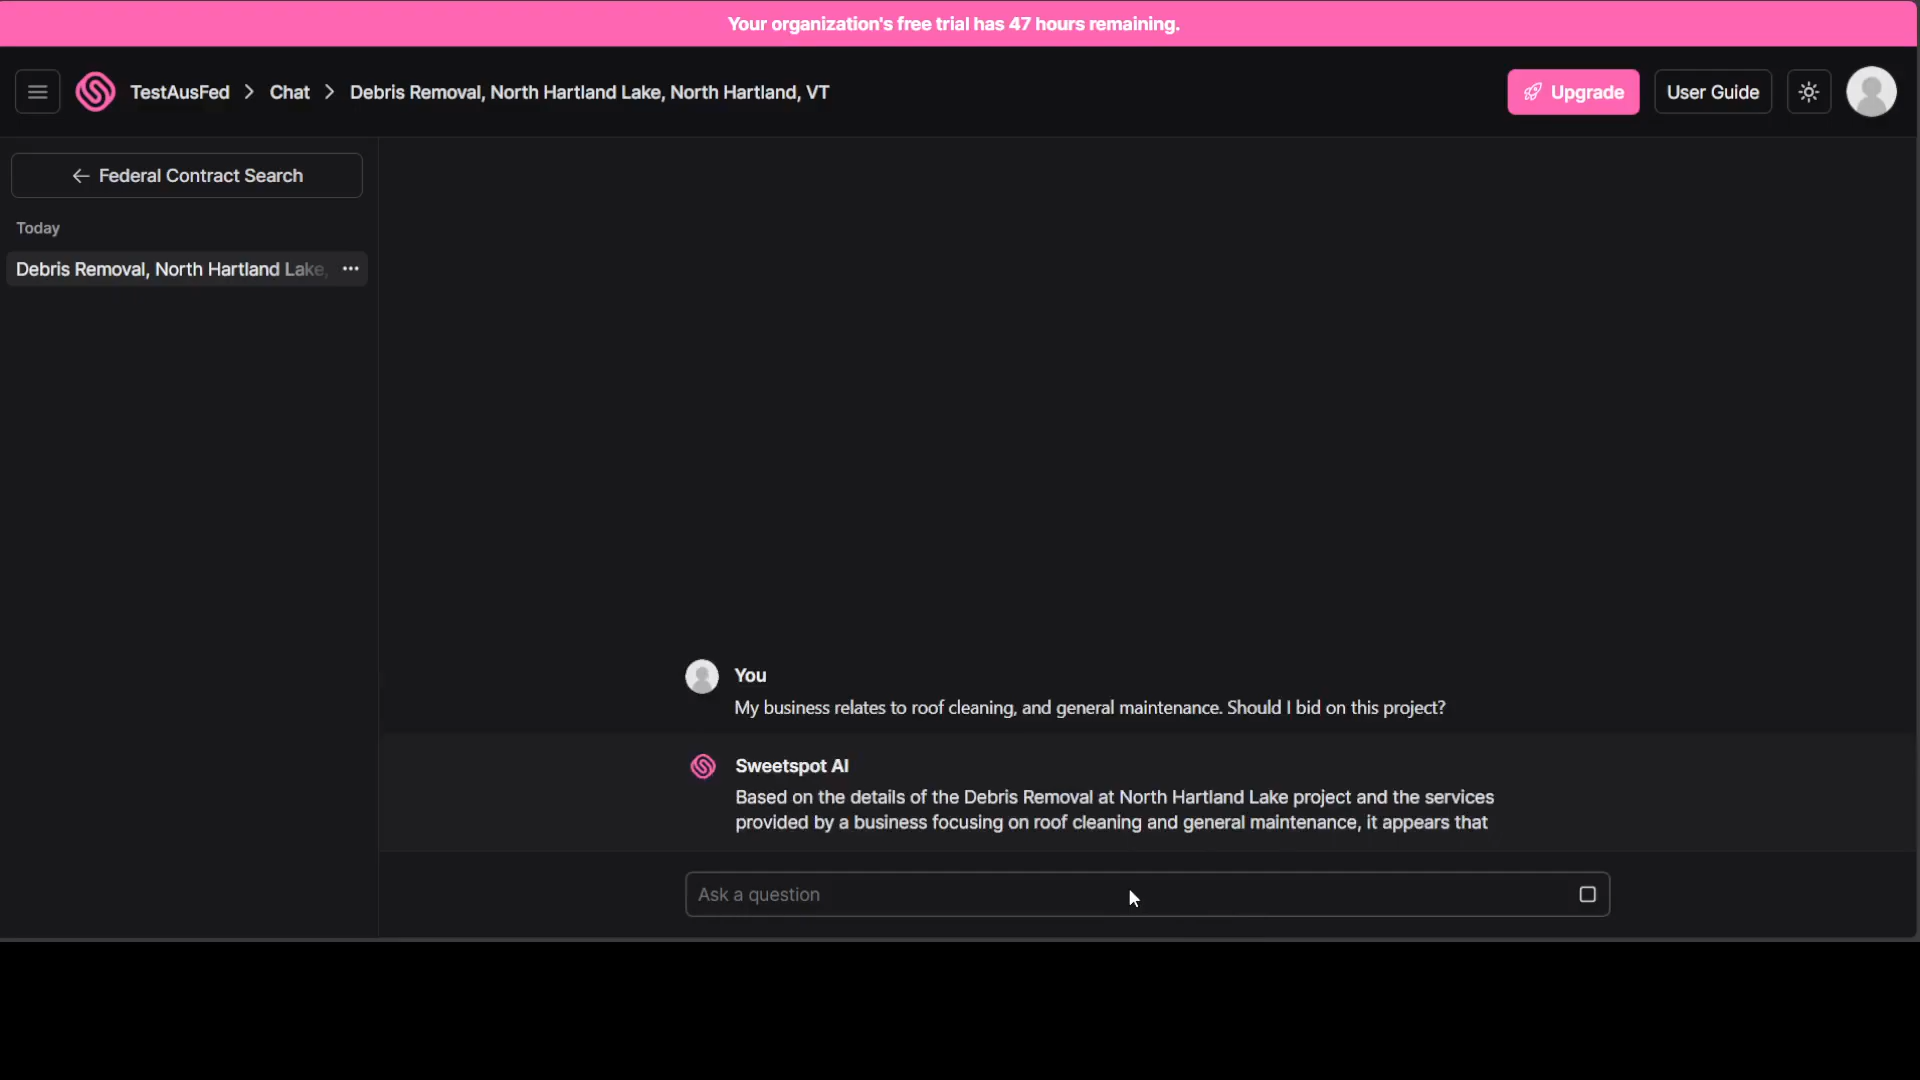 Your organization's free trial has 47 hours remaining.
TestAusFed > Chat > Debris Removal, North Hartland Lake, North Hartland, VT
Upgrade
User Guide
← Federal Contract Search
Today
Debris Removal, North Hartland Lake, ...
You
My business relates to roof cleaning, and general maintenance. Should I bid on this project?
Sweetspot AI
Based on the details of the Debris Removal at North Hartland Lake project and the services
provided by a business focusing on roof cleaning and general maintenance, it appears that
Ask a question